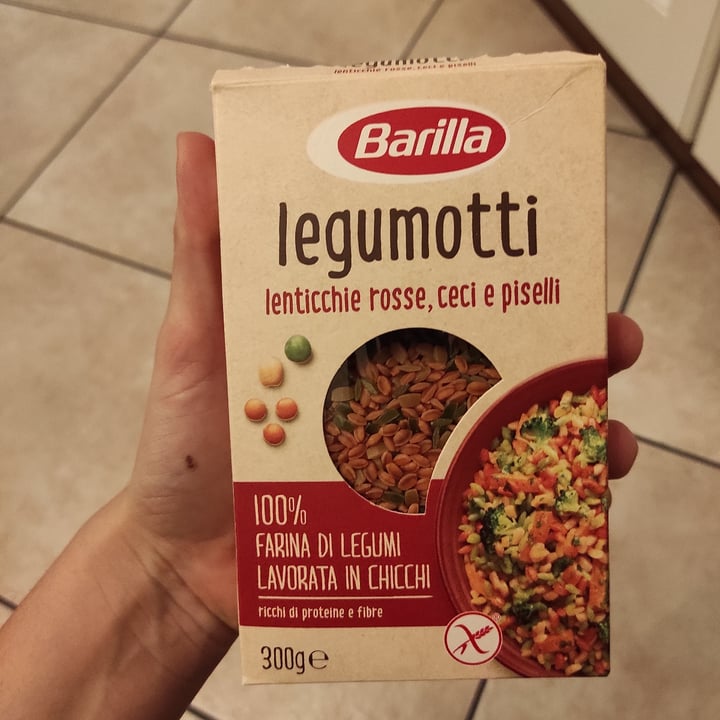 legumotti
lenticchie rosse, ceci e piselli
Barilla
legumotti
lenticchie rosse, ceci e piselli
100%
FARINA DI LEGUMI
LAVORATA IN CHICCHI
ricchi di proteine e fibre
300g e